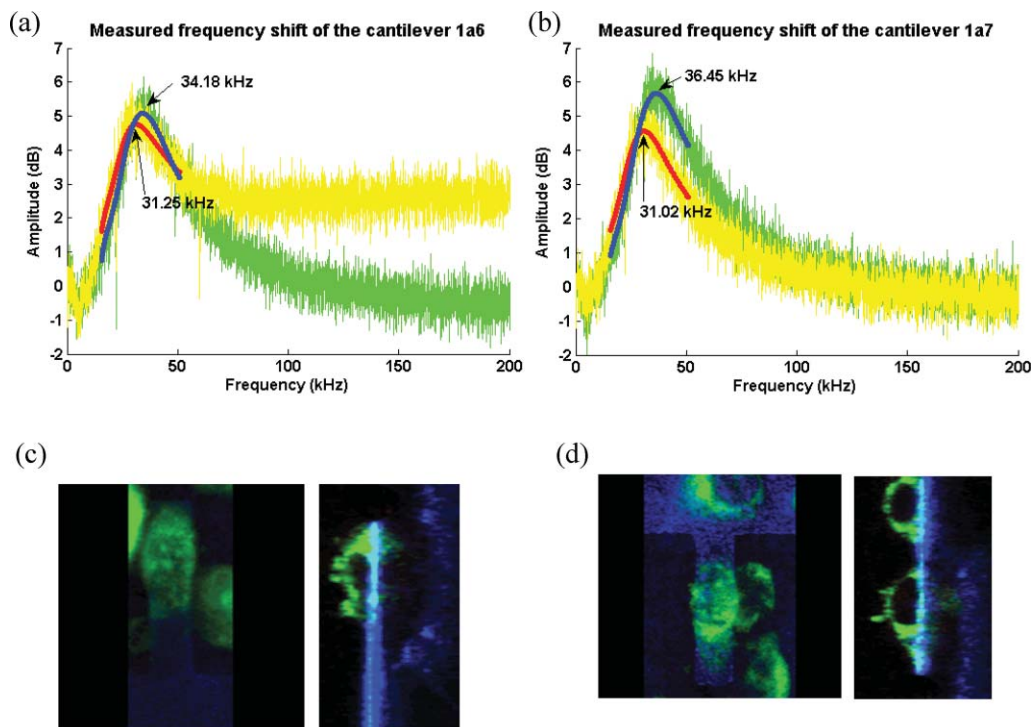 (a)
Measured frequency shift of the cantilever 1a6
7
6
5
4
3
2
1
0
-1
-2
Amplitude (dB)
34.18 kHz
31.25 kHz
0
50
100
150
200
Frequency (kHz)
(b)
Measured frequency shift of the cantilever 1a7
7
6
5
4
3
2
1
0
-1
-2
Amplitude (dB)
36.45 kHz
31.02 kHz
0
50
100
150
200
Frequency (kHz)
(c)
(d)